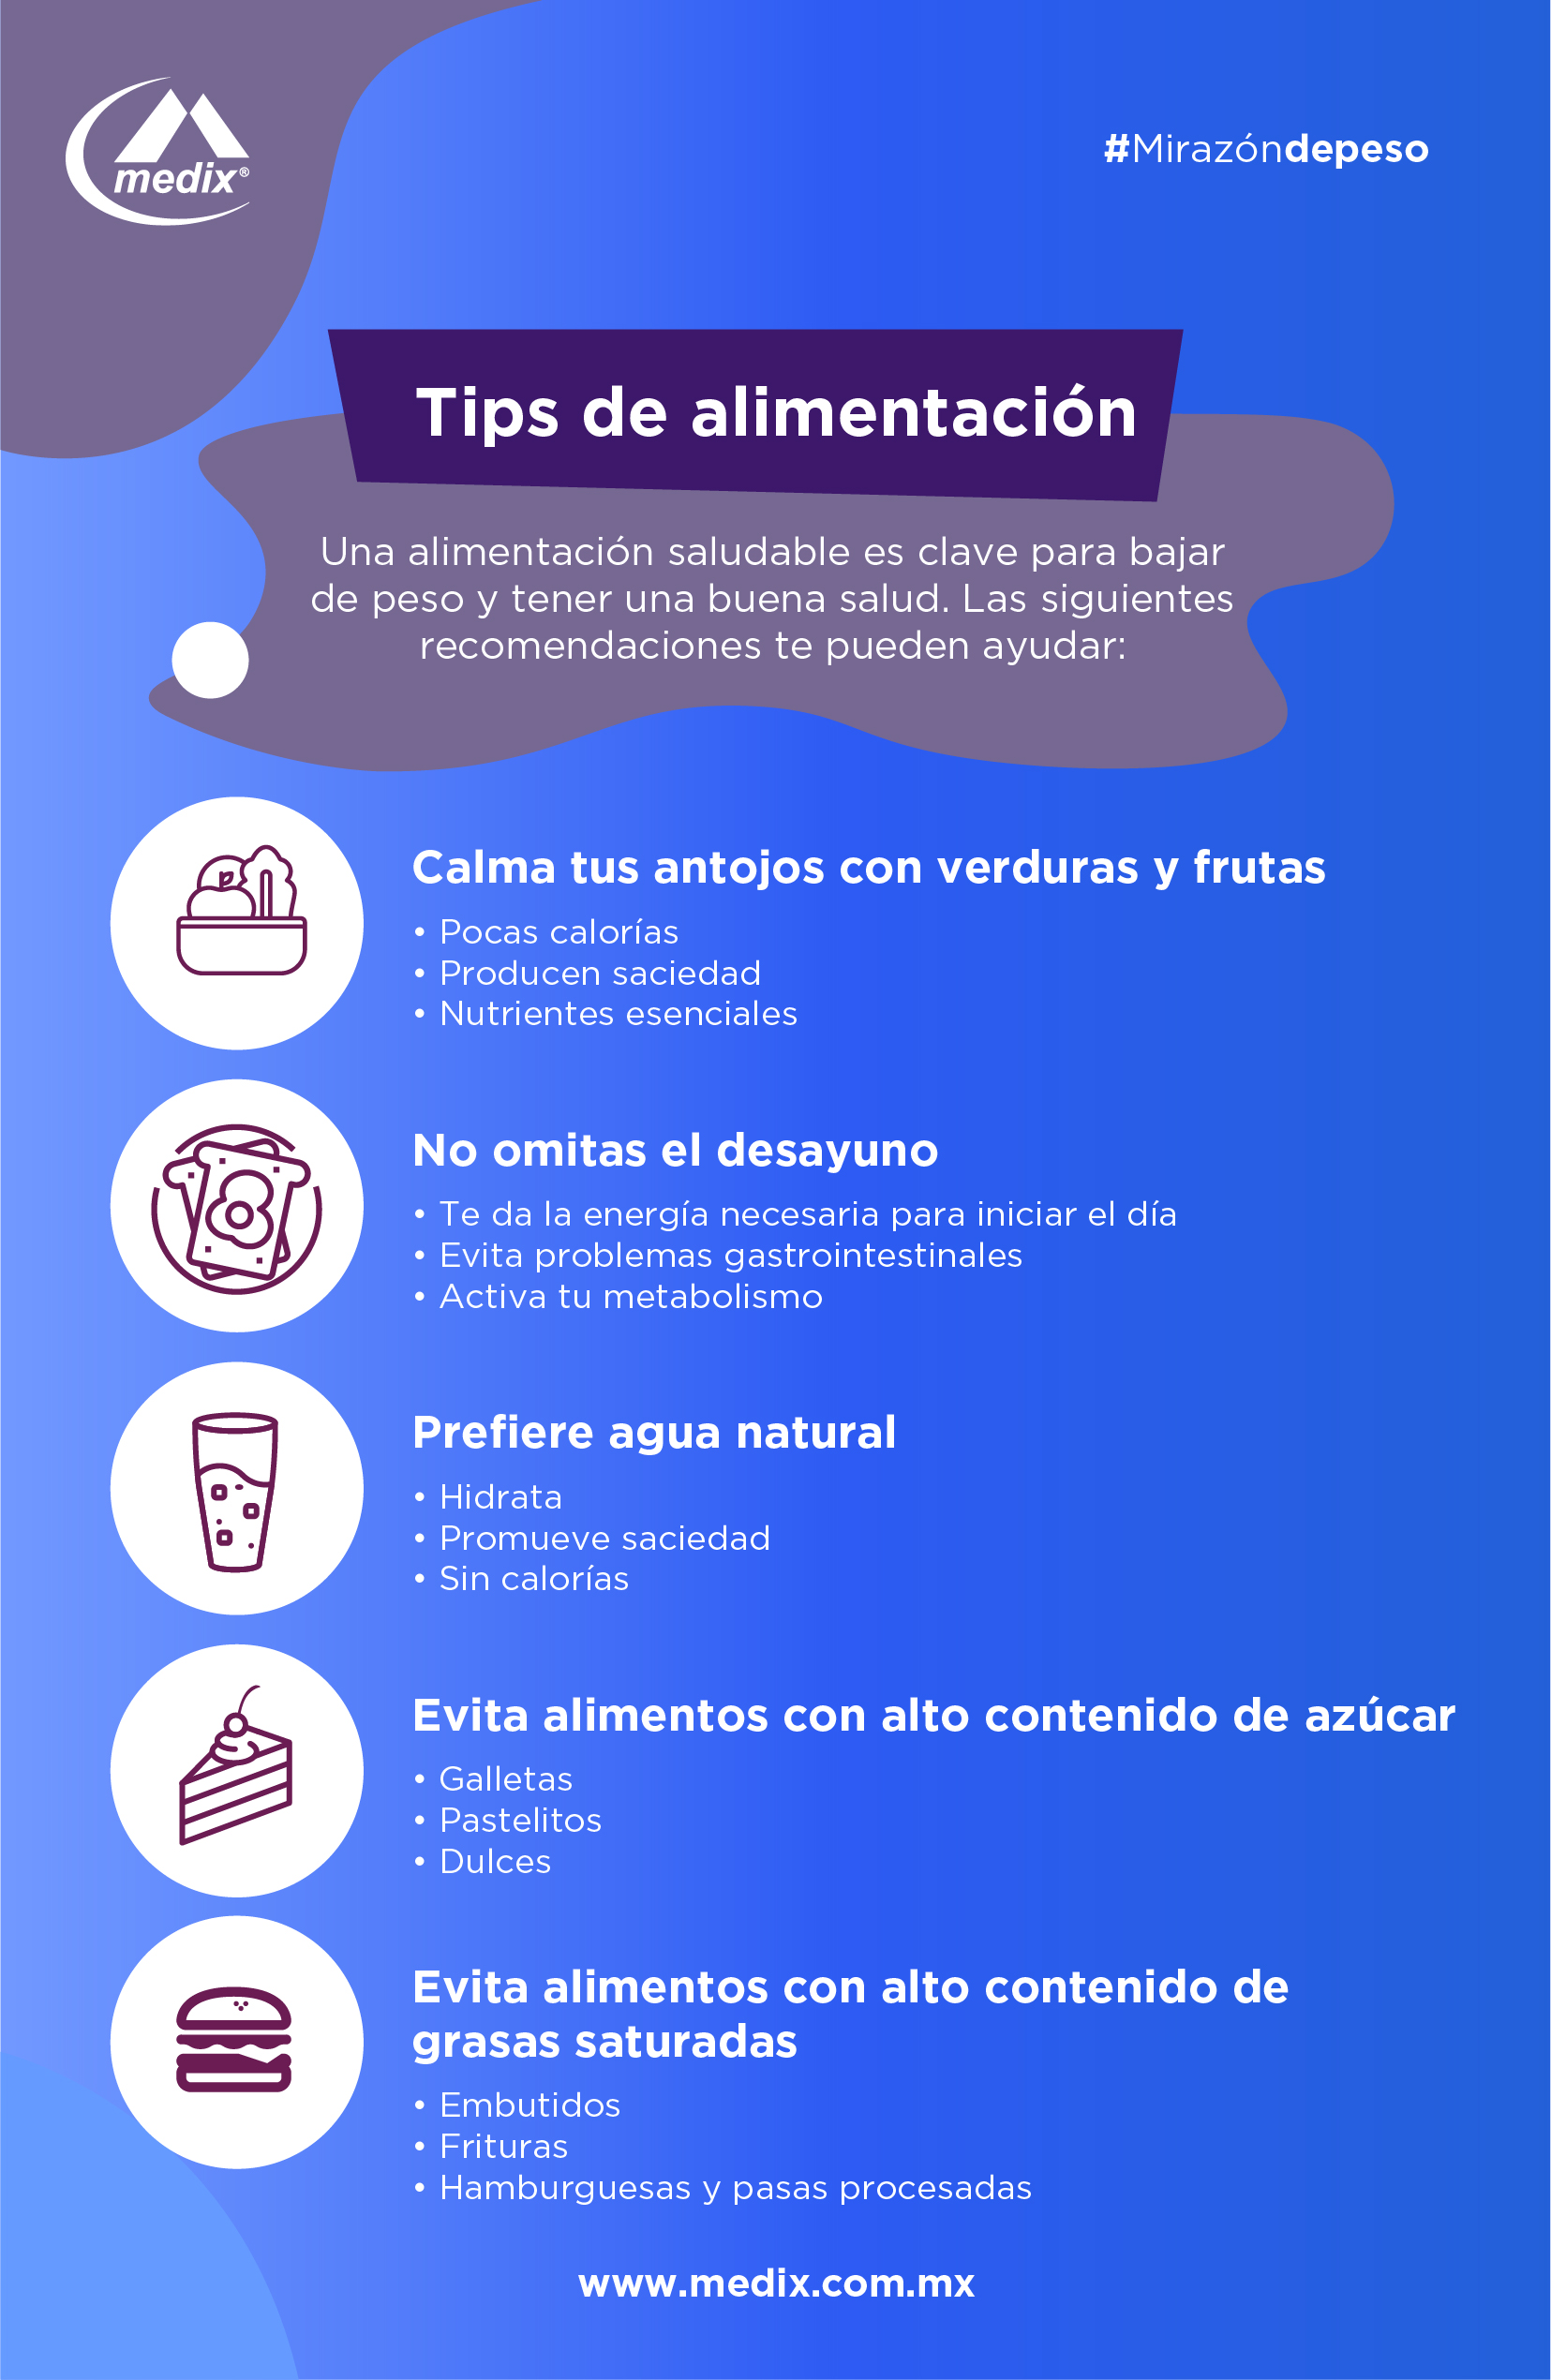 medix®
#Mirazóndepeso
Tips de alimentación
Una alimentación saludable es clave para bajar
de peso y tener una buena salud. Las siguientes
recomendaciones te pueden ayudar:
Calma tus antojos con verduras y frutas
• Pocas calorías
• Producen saciedad
• Nutrientes esenciales
No omitas el desayuno
• Te da la energía necesaria para iniciar el día
• Evita problemas gastrointestinales
• Activa tu metabolismo
Prefiere agua natural
• Hidrata
• Promueve saciedad
• Sin calorías
Evita alimentos con alto contenido de azúcar
• Galletas
• Pastelitos
• Dulces
Evita alimentos con alto contenido de
grasas saturadas
• Embutidos
• Frituras
• Hamburguesas y pasas procesadas
www.medix.com.mx